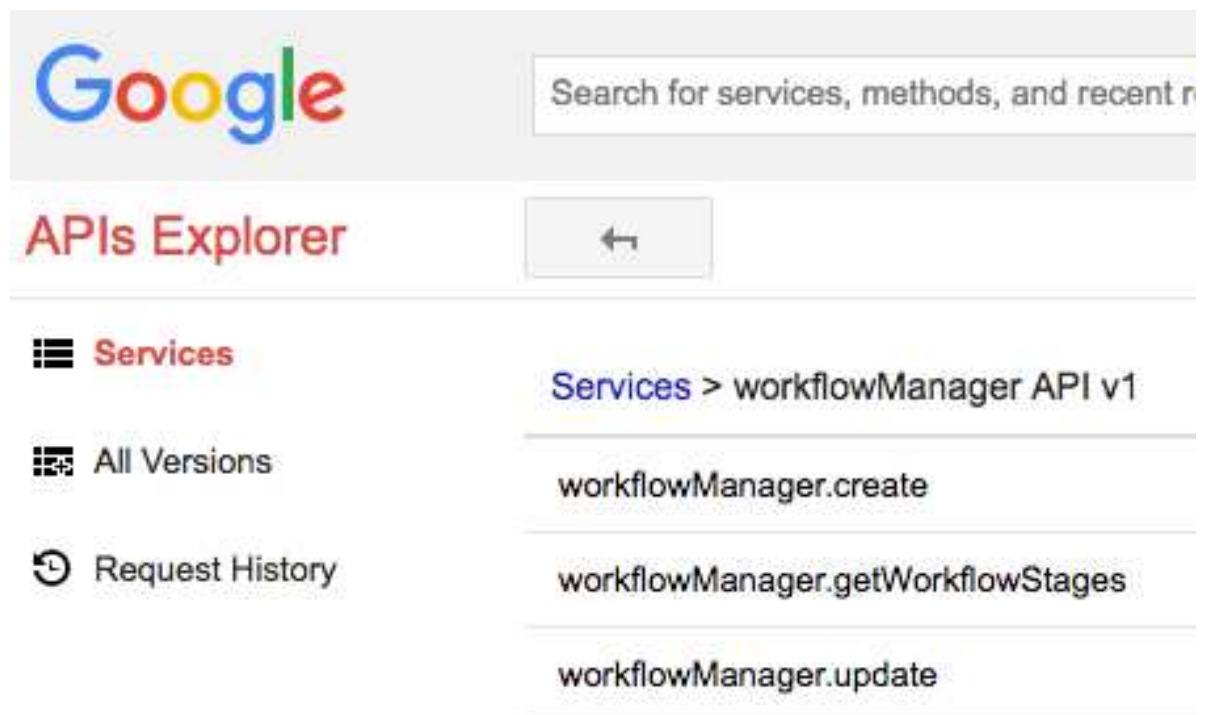 Google
Search for services, methods, and recent
APIs Explorer
Services
All Versions
Request History
Services > workflowManager API v1
workflowManager.create
workflowManager.getWorkflowStages
workflowManager.update